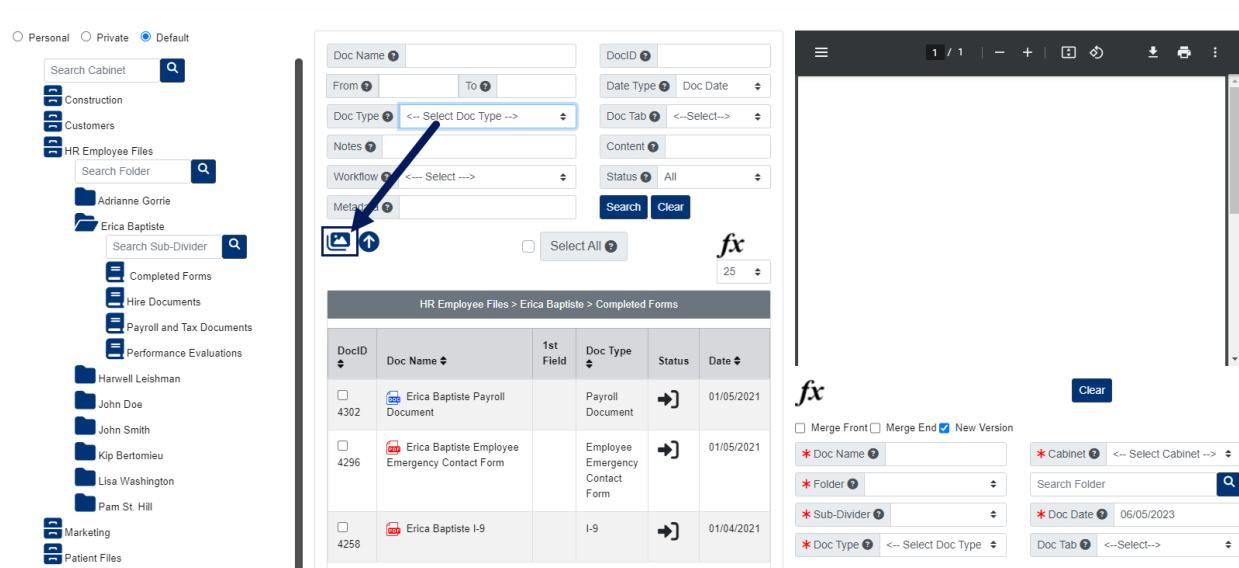 Personal Private Default
Search Cabinet
Construction
Customers
HR Employee Files
Search Folder
Adrianne Gorrie
Erica Baptiste
Search Sub-Divider
Completed Forms
Hire Documents
Payroll and Tax Documents
Performance Evaluations
Harwell Leishman
John Doe
John Smith
Kip Bertomieu
Lisa Washington
Pam St. Hill
Marketing
Patient Files
Doc Name DocID
From To Date Type Doc Date
Doc Type <-- Select Doc Type --> Doc Tab <--Select-->
Notes Content
Workflow <--- Select ---> Status All
Metadata Search Clear
Select All fx
25
HR Employee Files > Erica Baptiste > Completed Forms
DocID Doc Name 1st Field Doc Type Status Date
4302 DOC Erica Baptiste Payroll Document Payroll Document 01/05/2021
4296 PDF Erica Baptiste Employee Emergency Contact Form Employee Emergency Contact Form 01/05/2021
4258 PDF Erica Baptiste I-9 I-9 01/04/2021
1 / 1
fx Clear
Merge Front Merge End New Version
* Doc Name * Cabinet <-- Select Cabinet -->
* Folder Search Folder
* Sub-Divider * Doc Date 06/05/2023
* Doc Type <-- Select Doc Type Doc Tab <--Select-->